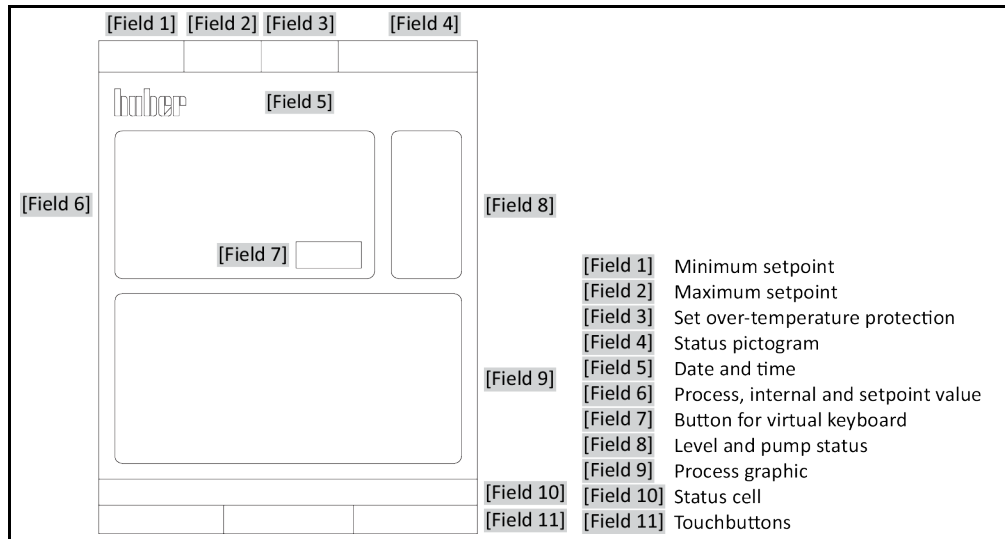 [Field 1] [Field 2] [Field 3] [Field 4]
huber
[Field 5]
[Field 6]
[Field 7]
[Field 8]
[Field 9]
[Field 10]
[Field 11]
[Field 1] Minimum setpoint
[Field 2] Maximum setpoint
[Field 3] Set over-temperature protection
[Field 4] Status pictogram
[Field 5] Date and time
[Field 6] Process, internal and setpoint value
[Field 7] Button for virtual keyboard
[Field 8] Level and pump status
[Field 9] Process graphic
[Field 10] Status cell
[Field 11] Touchbuttons